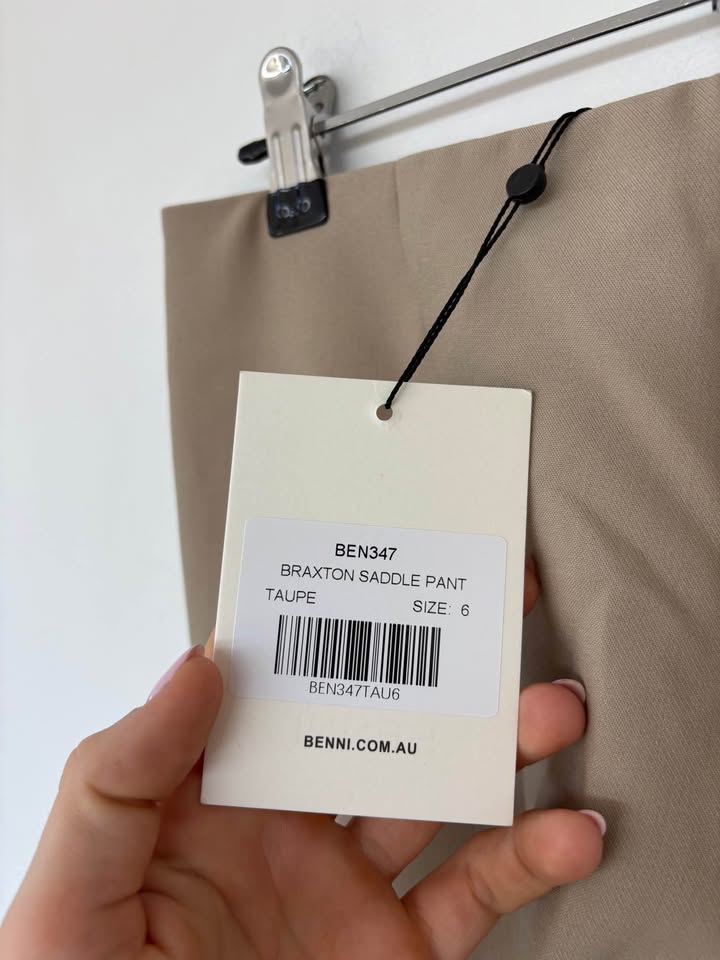 BEN347
BRAXTON SADDLE PANT
TAUPE SIZE: 6
BEN347TAU6
BENNI.COM.AU